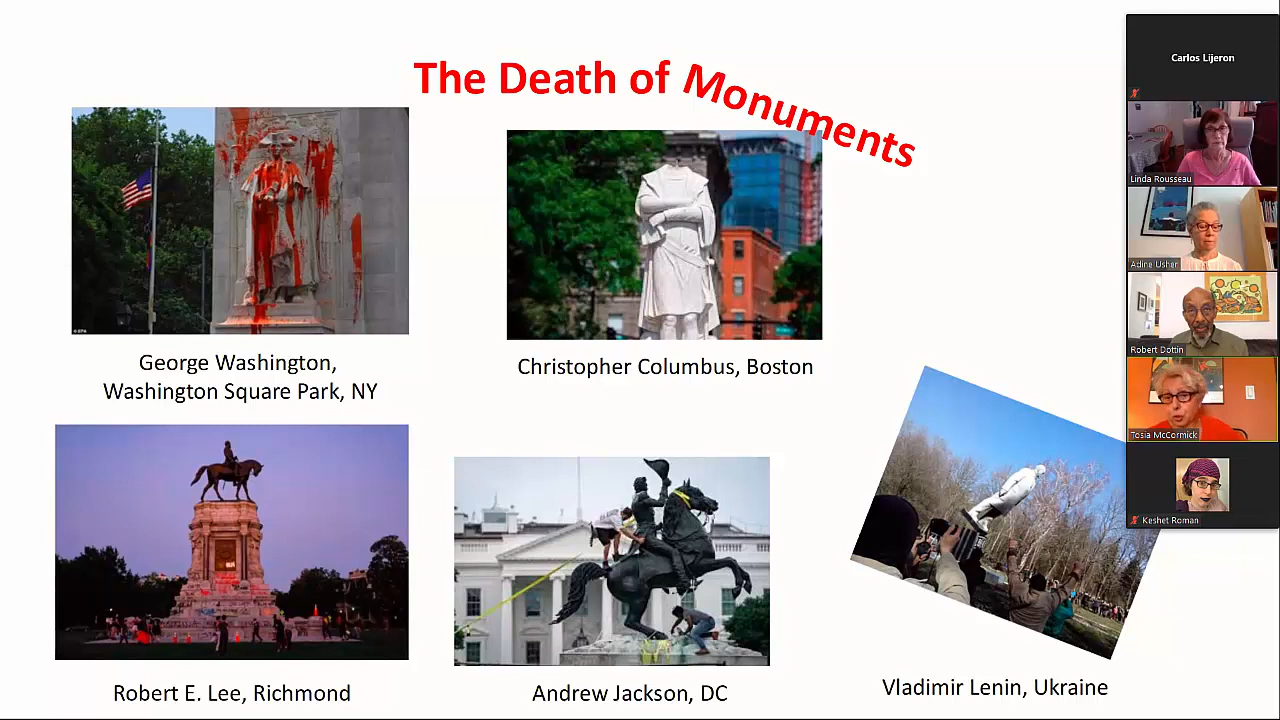 The Death of Monuments
George Washington,
Washington Square Park, NY
Christopher Columbus, Boston
Robert E. Lee, Richmond
Andrew Jackson, DC
Vladimir Lenin, Ukraine
Carlos Lijeron
Linda Rousseau
Adine Usher
Robert Dottin
Tosia McCormick
Keshet Roman